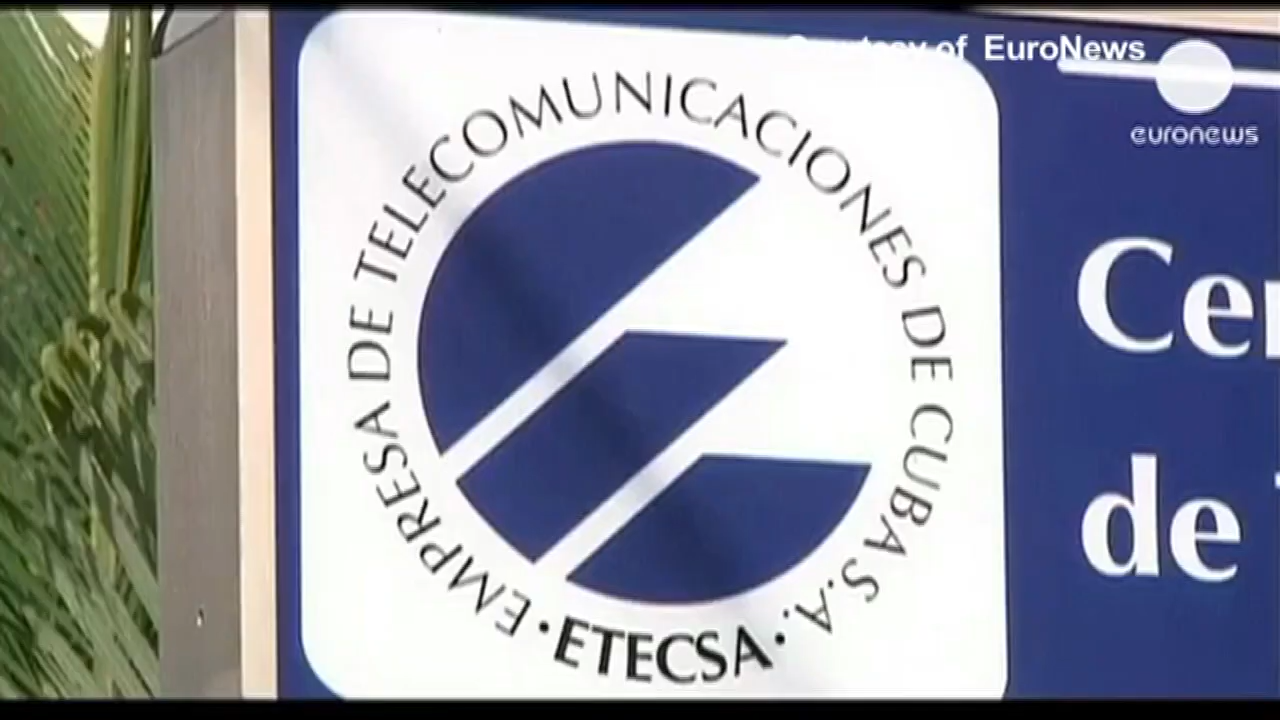 Courtesy of EuroNews
euronews
EMPRESA DE TELECOMUNICACIONES DE CUBA S.A.
· ETECSA ·
de